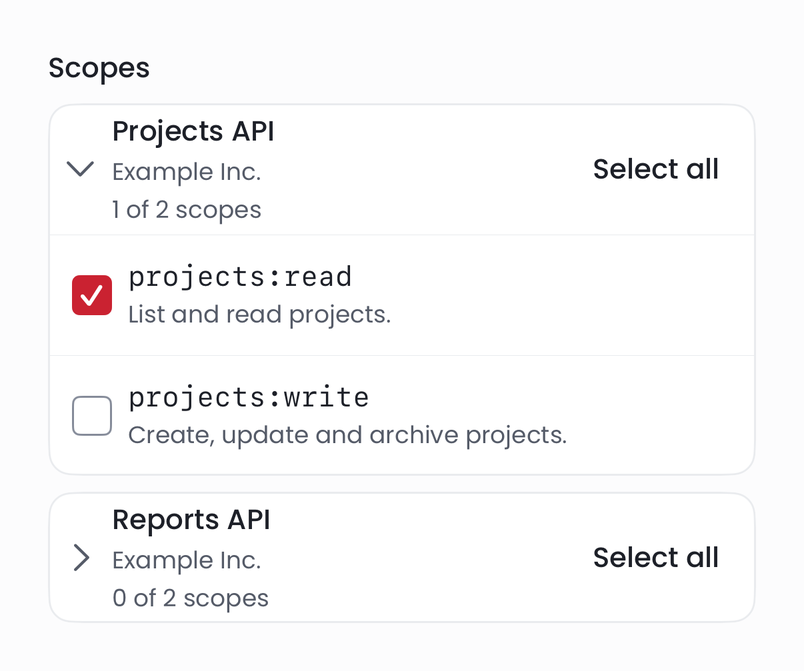 Scopes
Projects API
Example Inc.
1 of 2 scopes
Select all
projects:read
List and read projects.
projects:write
Create, update and archive projects.
Reports API
Example Inc.
0 of 2 scopes
Select all